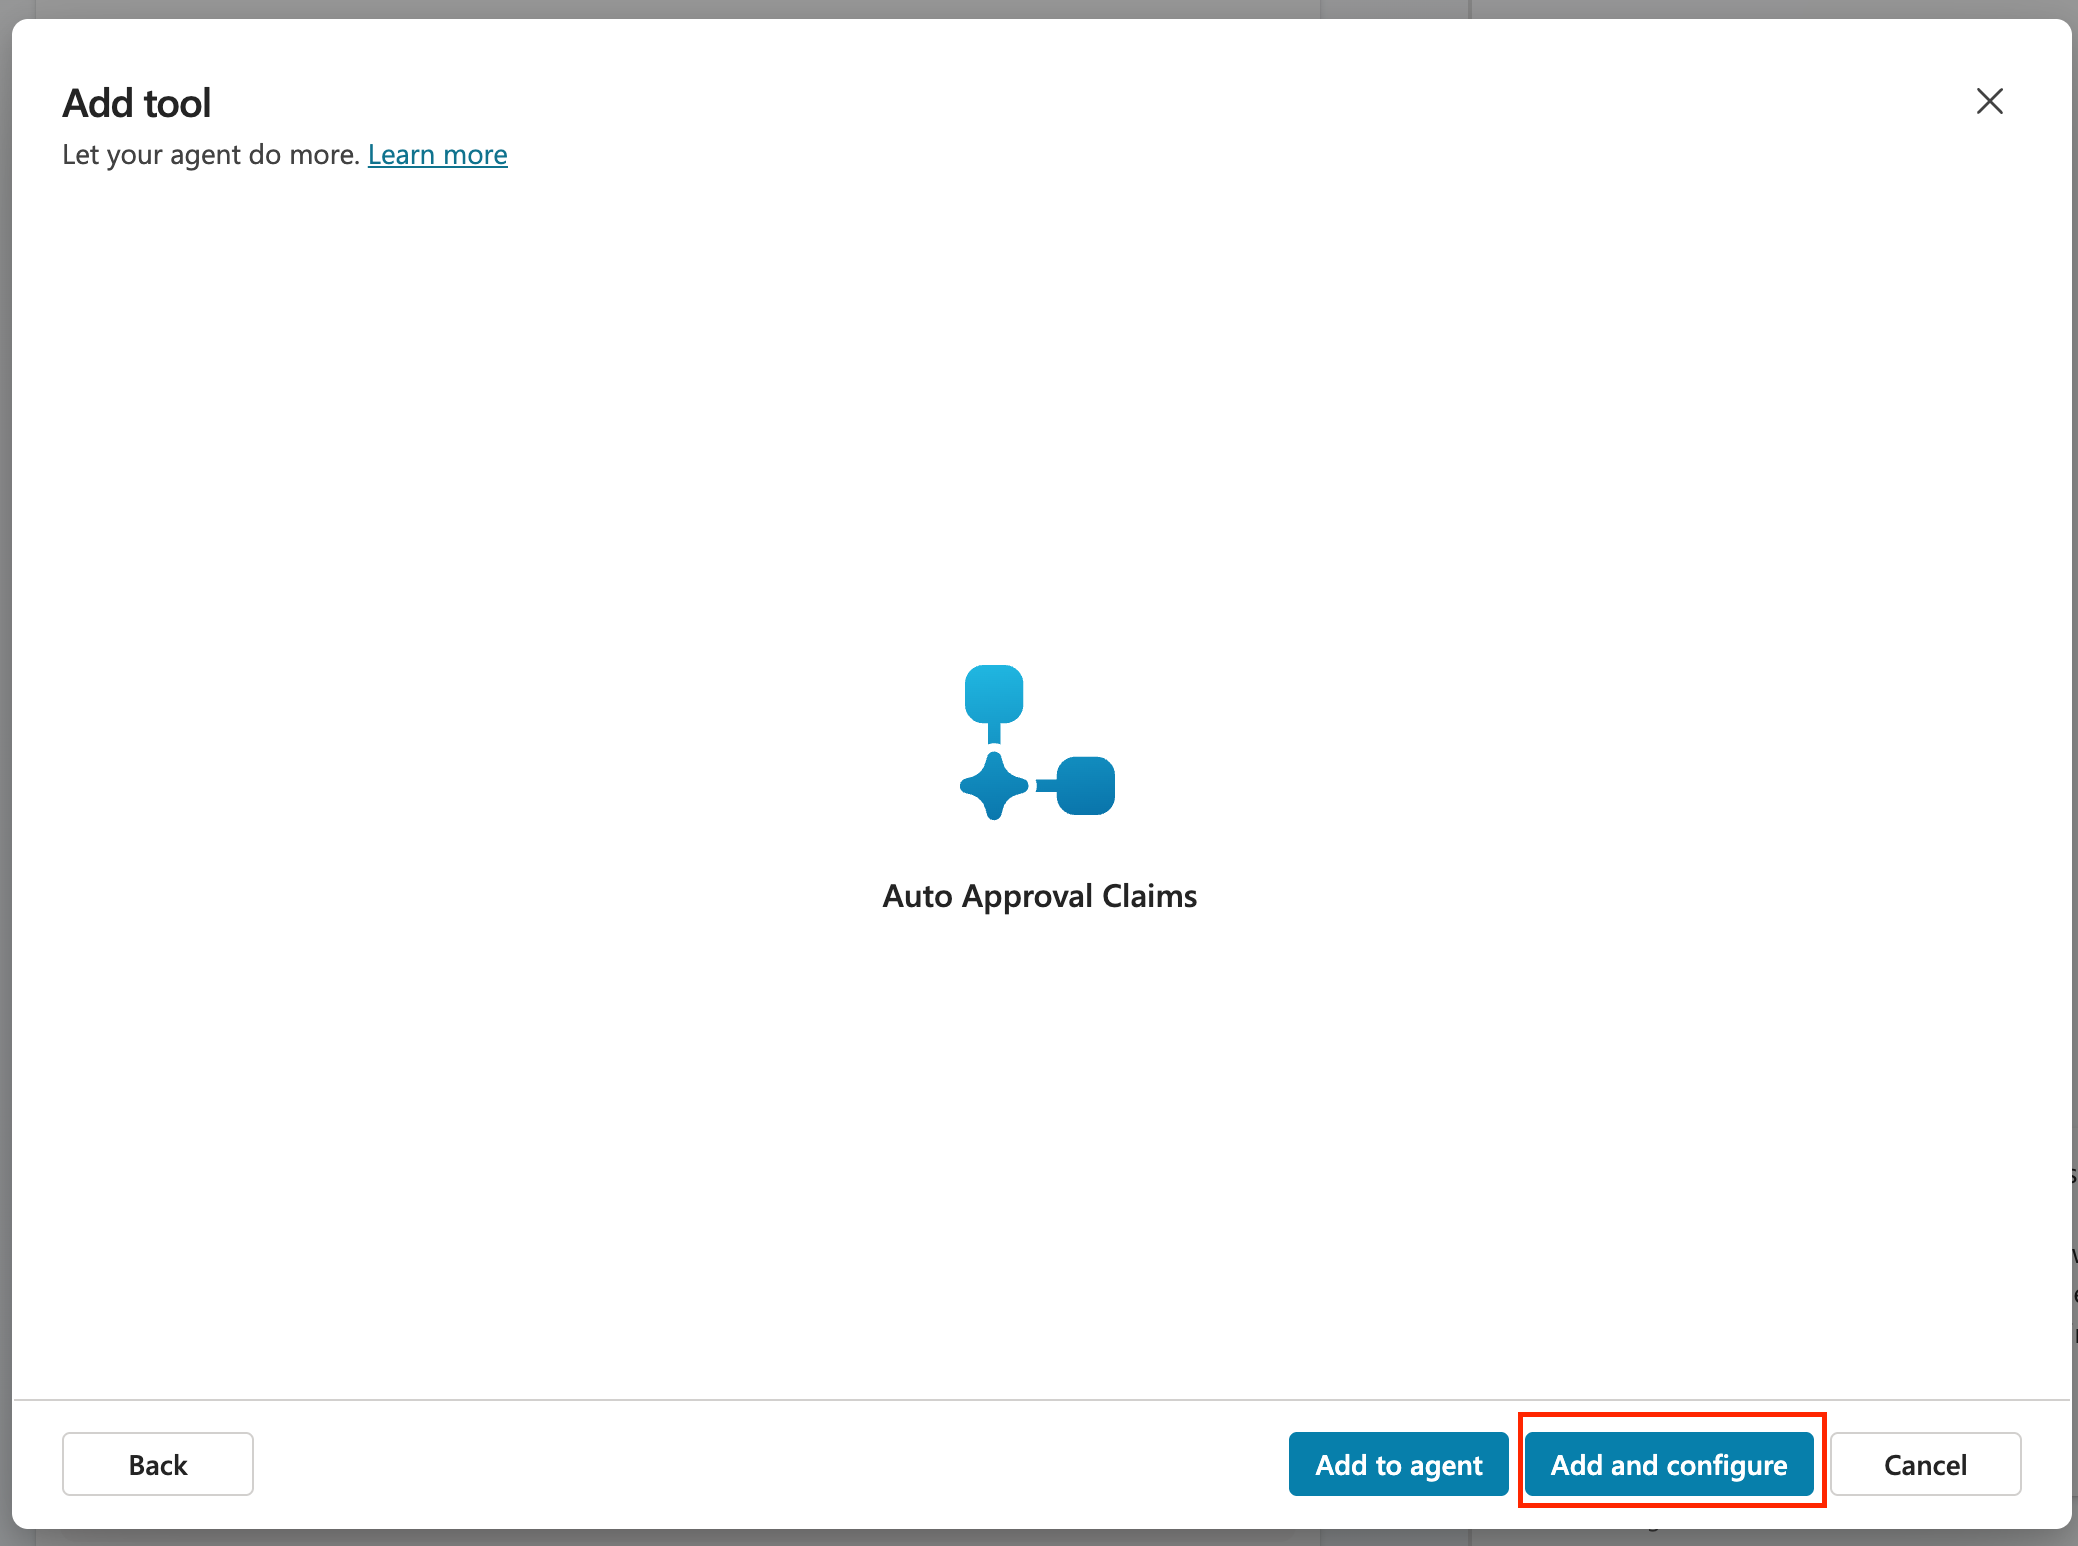 Add tool
Let your agent do more. Learn more
Auto Approval Claims
Back
Add to agent
Add and configure
Cancel